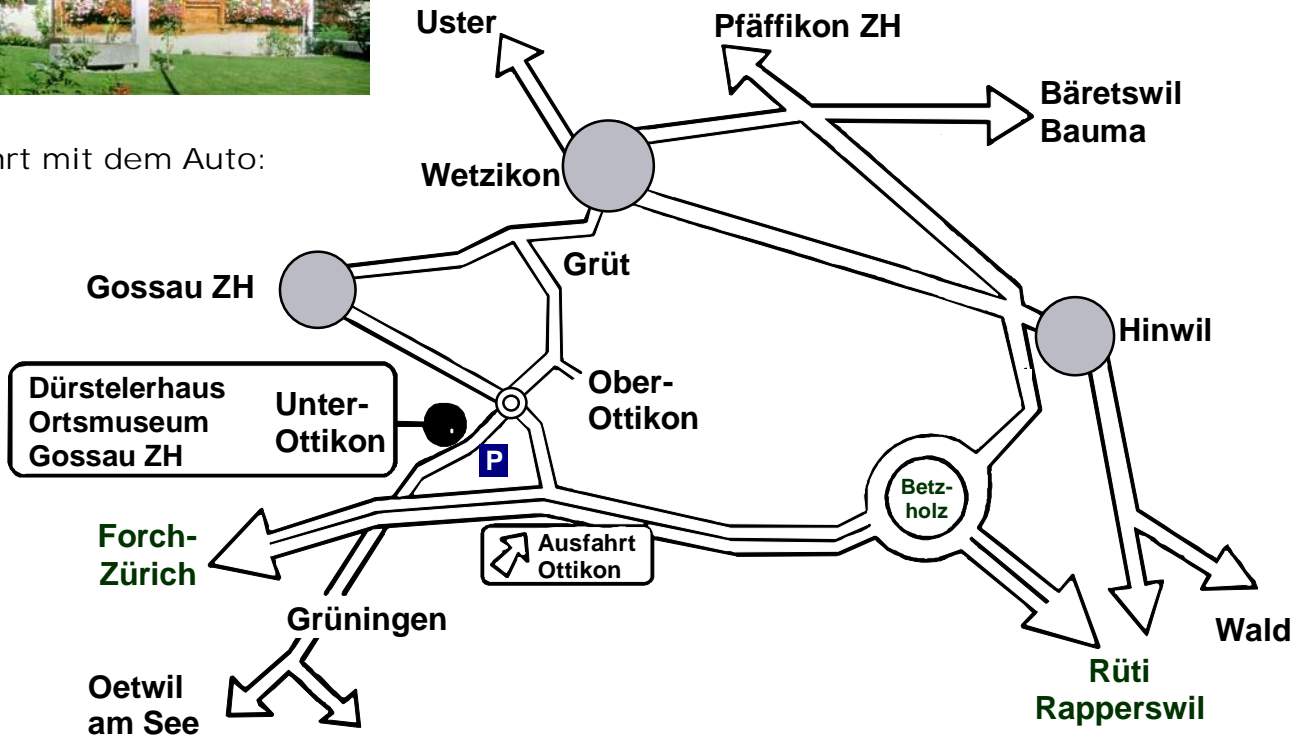 Uster
Pfäffikon ZH
Bäretswil
Bauma
hrt mit dem Auto:
Wetzikon
Grüt
Gossau ZH
Hinwil
Dürstelerhaus
Ortsmuseum
Gossau ZH
Unter-
Ottikon
Ober-
Ottikon
P
Betz-
holz
Forch-
Zürich
Ausfahrt
Ottikon
Grüningen
Wald
Oetwil
am See
Rüti
Rapperswil